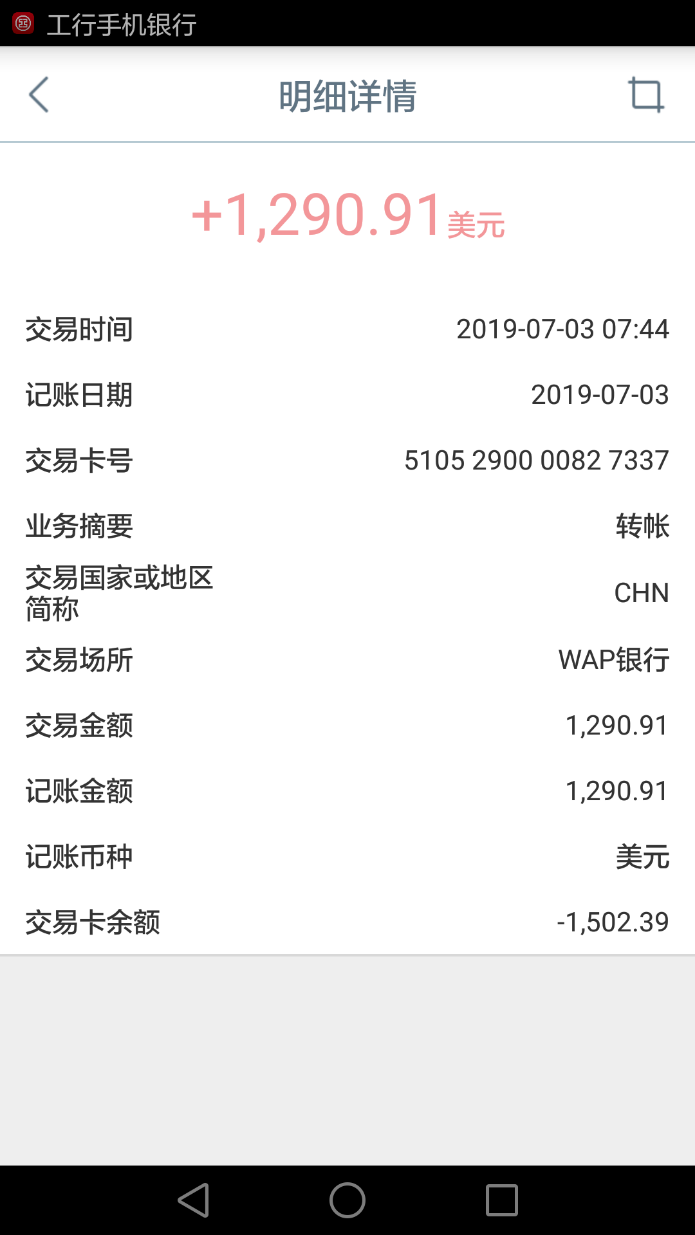 工行手机银行
明细详情
+1,290.91美元
交易时间 2019-07-03 07:44
记账日期 2019-07-03
交易卡号 5105 2900 0082 7337
业务摘要 转帐
交易国家或地区
简称 CHN
交易场所 WAP银行
交易金额 1,290.91
记账金额 1,290.91
记账币种 美元
交易卡余额 -1,502.39